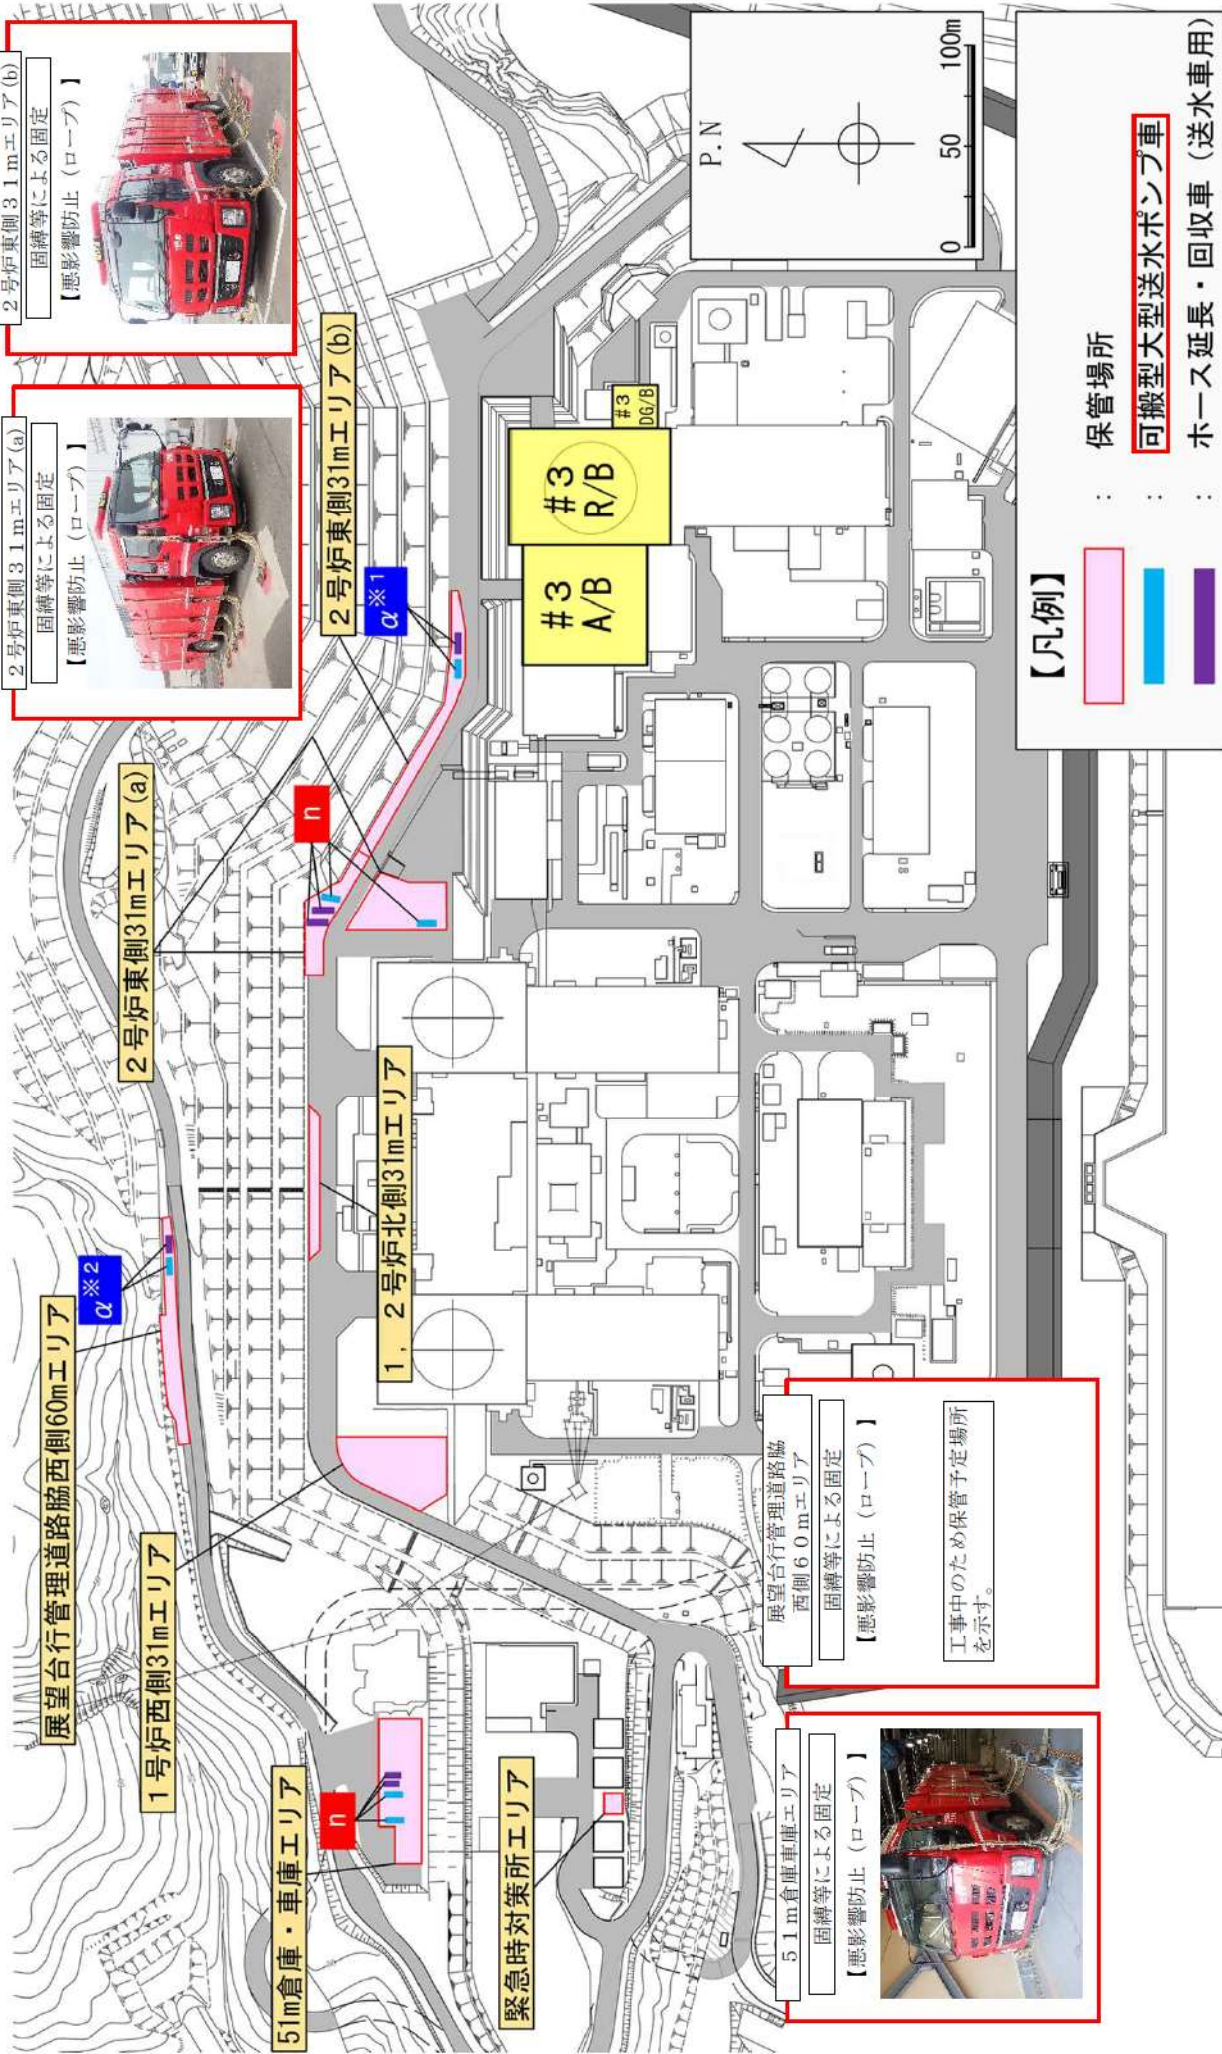 51m倉庫・車庫エリア
n
緊急時対策所エリア
1号炉西側31mエリア
展望台行管理道路脇西側60mエリア
α※2
1，2号炉北側31mエリア
2号炉東側31mエリア(a)
n
2号炉東側31mエリア(b)
α※1
#3
A/B
#3
R/B
#3
DG/B
2号炉東側31mエリア(a)
固縛等による固定
【悪影響防止（ロープ）】
2号炉東側31mエリア(b)
固縛等による固定
【悪影響防止（ロープ）】
51m倉庫車庫エリア
固縛等による固定
【悪影響防止（ロープ）】
展望台行管理道路脇
西側60mエリア
固縛等による固定
【悪影響防止（ロープ）】
工事中のため保管予定場所
を示す。
P.N
0 50 100m
【凡例】
： 保管場所
： 可搬型大型送水ポンプ車
： ホース延長・回収車（送水車用）